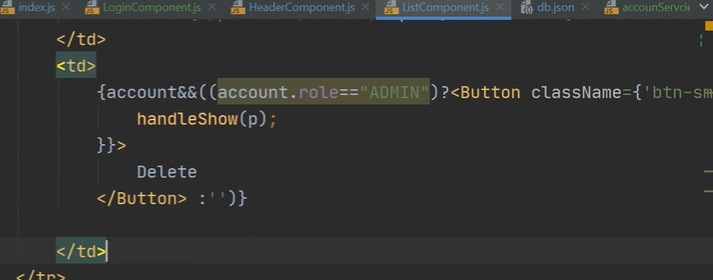 index.js LoginComponent.js HeaderComponent.js ListComponent.js db.json accounServcie
</td>
<td>
{account&&((account.role=="ADMIN")?<Button className={'btn-sm
handleShow(p);
}}>
Delete
</Button> :'')}
</td>
</tr>